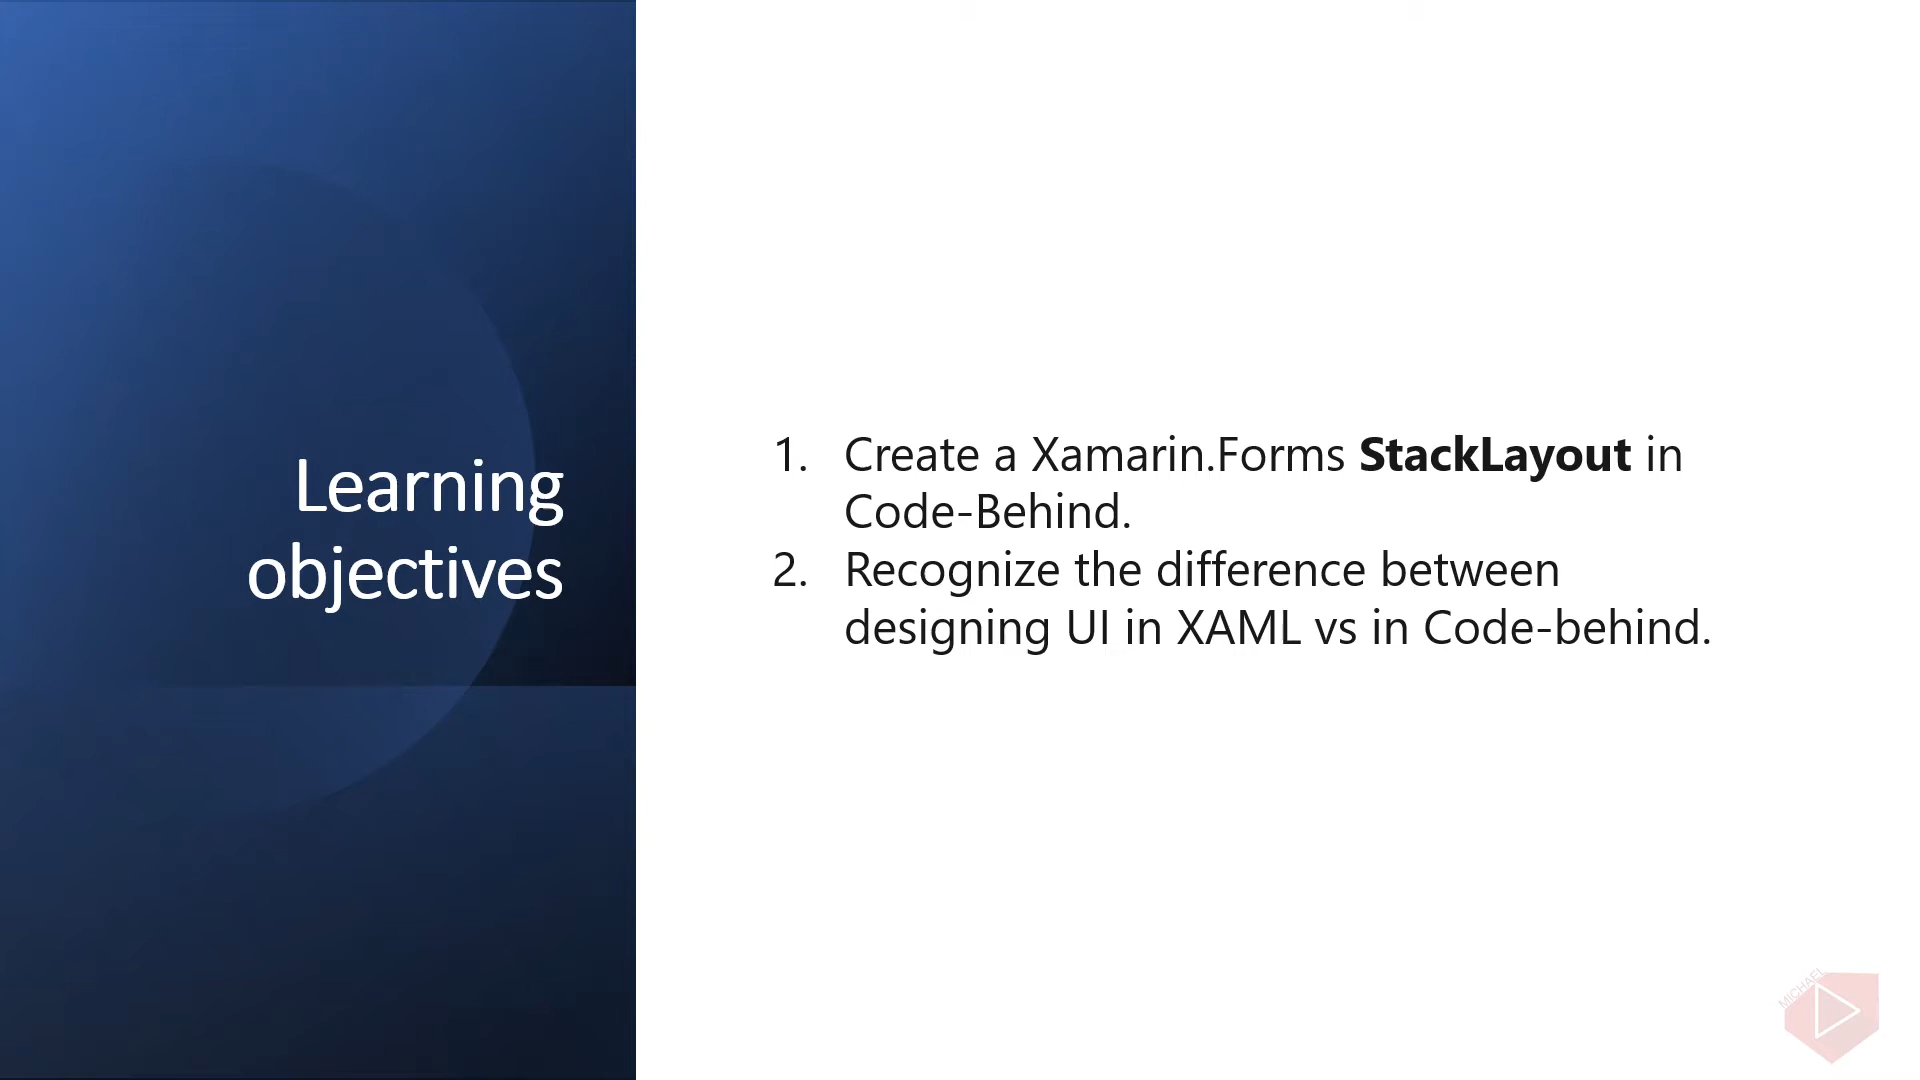 Learning
objectives
1. Create a Xamarin.Forms StackLayout in
Code-Behind.
2. Recognize the difference between
designing UI in XAML vs in Code-behind.
MICHAEL